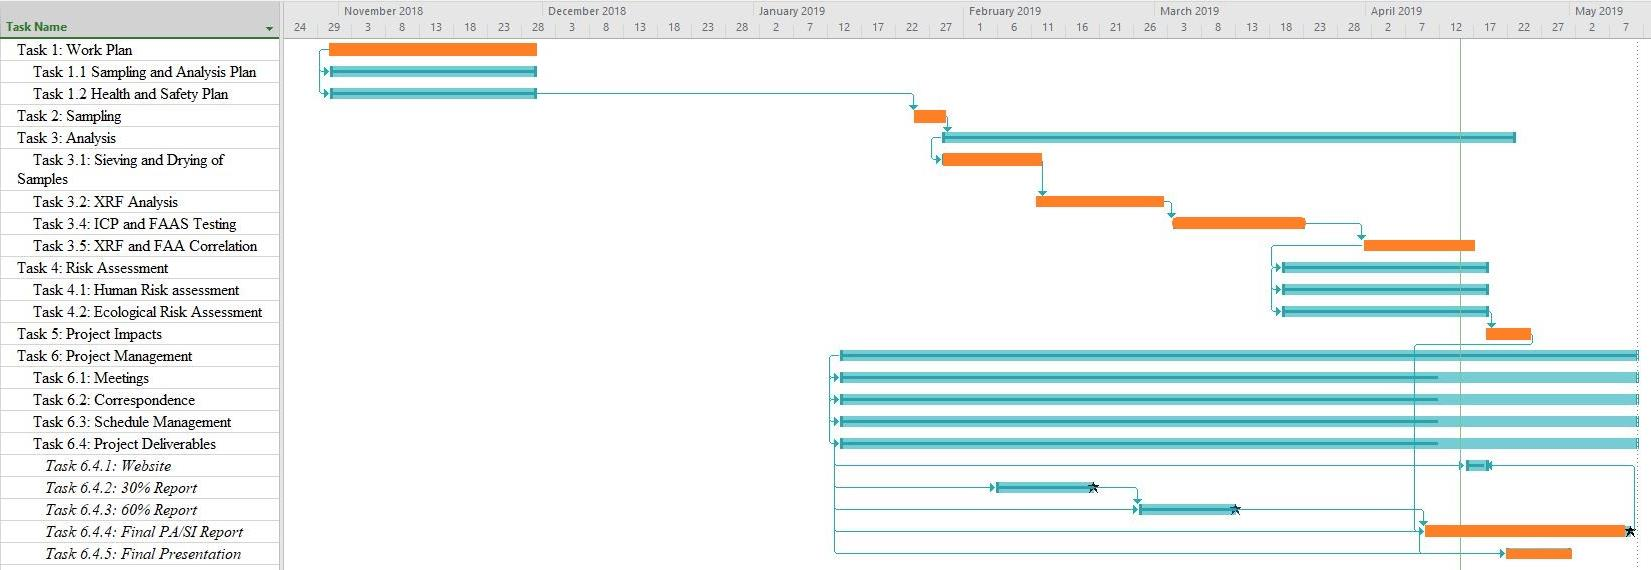 November 2018 December 2018 January 2019 February 2019 March 2019 April 2019 May 2019
Task Name 24 29 3 8 13 18 23 28 3 8 13 18 23 28 2 7 12 17 22 27 1 6 11 16 21 26 3 8 13 18 23 28 2 7 12 17 22 27 2 7
Task 1: Work Plan
Task 1.1 Sampling and Analysis Plan
Task 1.2 Health and Safety Plan
Task 2: Sampling
Task 3: Analysis
Task 3.1: Sieving and Drying of
Samples
Task 3.2: XRF Analysis
Task 3.4: ICP and FAAS Testing
Task 3.5: XRF and FAA Correlation
Task 4: Risk Assessment
Task 4.1: Human Risk assessment
Task 4.2: Ecological Risk Assessment
Task 5: Project Impacts
Task 6: Project Management
Task 6.1: Meetings
Task 6.2: Correspondence
Task 6.3: Schedule Management
Task 6.4: Project Deliverables
Task 6.4.1: Website
Task 6.4.2: 30% Report
Task 6.4.3: 60% Report
Task 6.4.4: Final PA/SI Report
Task 6.4.5: Final Presentation